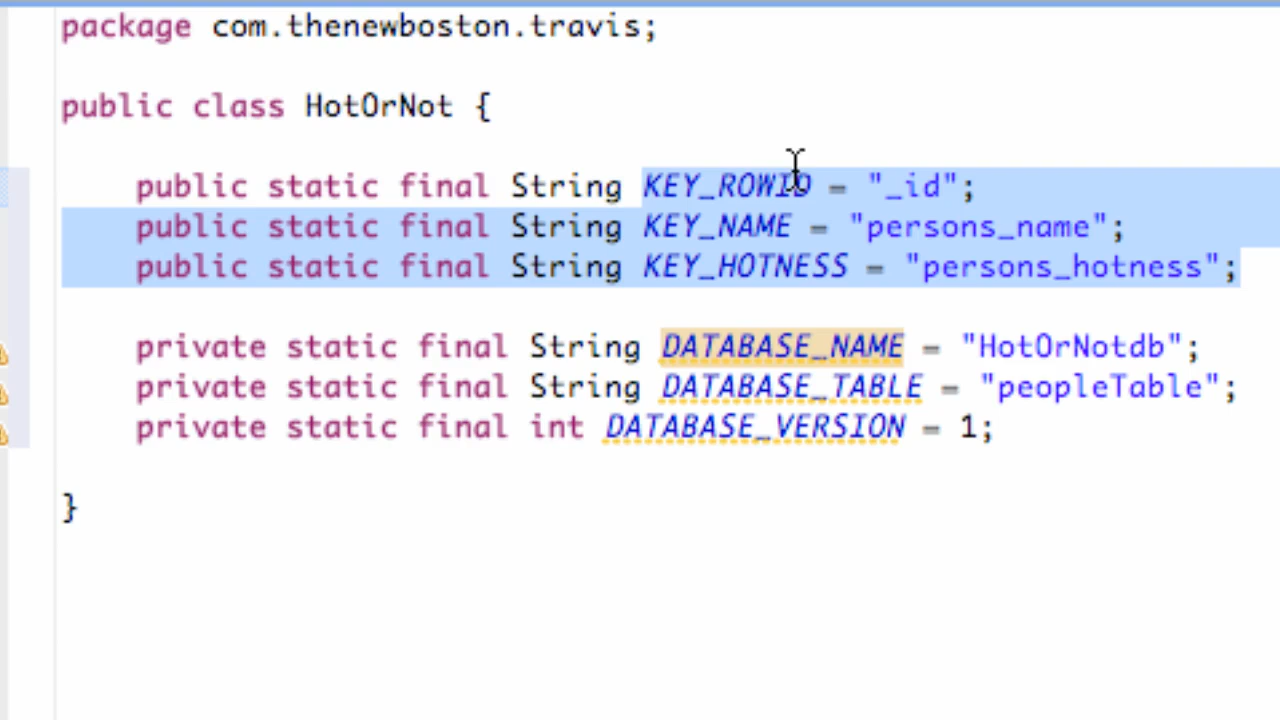 package com.thenewboston.travis;
public class HotOrNot {
public static final String KEY_ROWID = "_id";
public static final String KEY_NAME = "persons_name";
public static final String KEY_HOTNESS = "persons_hotness";
private static final String DATABASE_NAME = "HotOrNotdb";
private static final String DATABASE_TABLE = "peopleTable";
private static final int DATABASE_VERSION = 1;
}